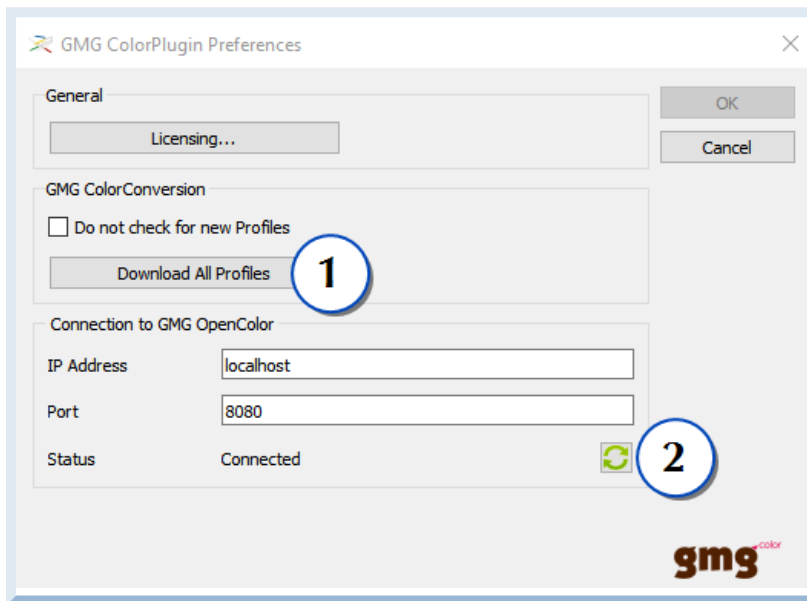 GMG ColorPlugin Preferences
General
OK
Licensing...
Cancel
GMG ColorConversion
Do not check for new Profiles
Download All Profiles
1
Connection to GMG OpenColor
IP Address localhost
Port 8080
Status Connected
2
gmg color